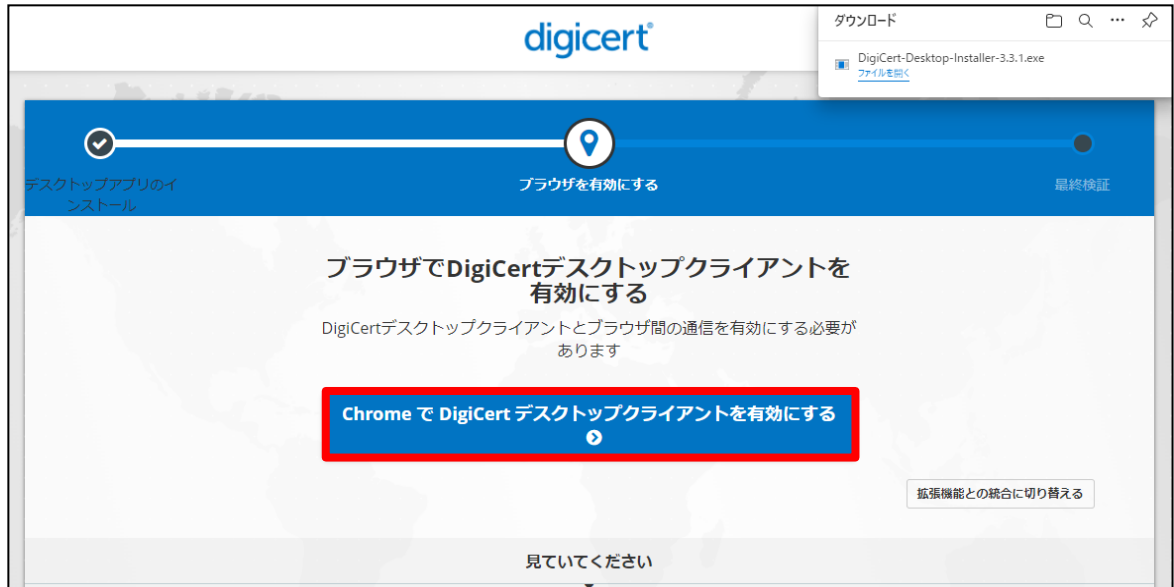 digicert®
ダウンロード
DigiCert-Desktop-Installer-3.3.1.exe
ファイルを開く
デスクトップアプリのイ
ンストール
ブラウザを有効にする
最終検証
ブラウザでDigiCertデスクトップクライアントを
有効にする
DigiCertデスクトップクライアントとブラウザ間の通信を有効にする必要が
あります
Chrome で DigiCert デスクトップクライアントを有効にする
拡張機能との統合に切り替える
見ていてください